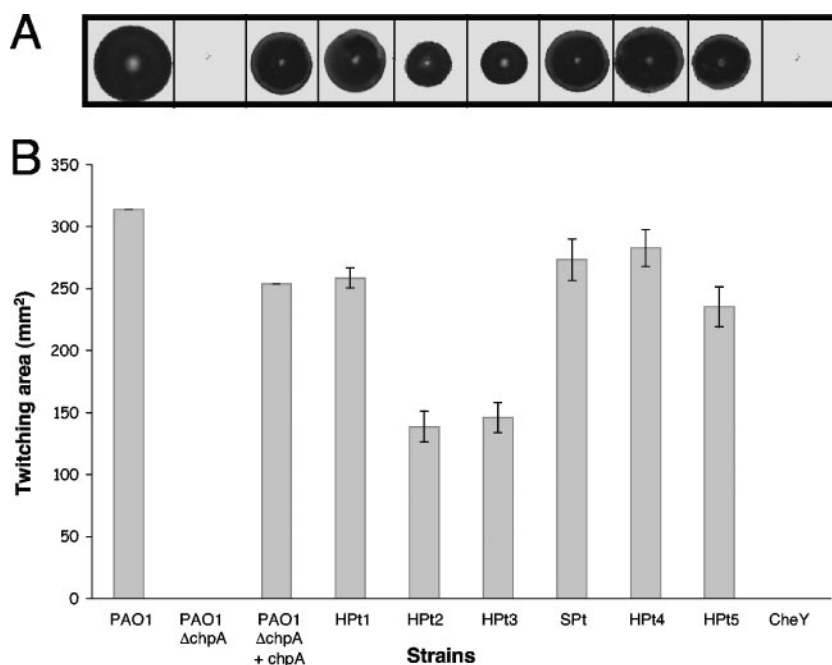 A
B
350
300
250
200
150
100
50
0
Twitching area (mm²)
PAO1 PAO1 PAO1 HPt1 HPt2 HPt3 SPt HPt4 HPt5 CheY
ΔchpA ΔchpA
+ chpA
Strains